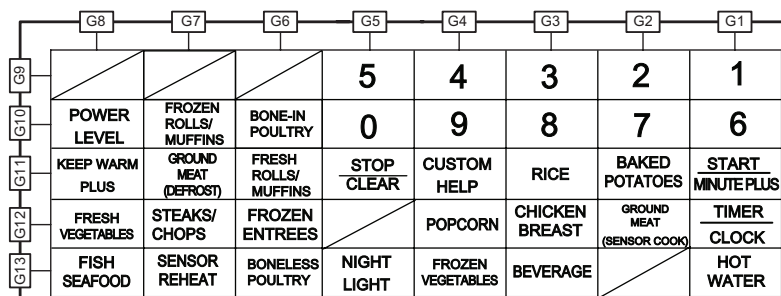 G8 G7 G6 G5 G4 G3 G2 G1
G9 5 4 3 2 1
G10 POWER LEVEL FROZEN ROLLS/ MUFFINS BONE-IN POULTRY 0 9 8 7 6
G11 KEEP WARM PLUS GROUND MEAT (DEFROST) FRESH ROLLS/ MUFFINS STOP CLEAR CUSTOM HELP RICE BAKED POTATOES START MINUTE PLUS
G12 FRESH VEGETABLES STEAKS/ CHOPS FROZEN ENTREES POPCORN CHICKEN BREAST GROUND MEAT (SENSOR COOK) TIMER CLOCK
G13 FISH SEAFOOD SENSOR REHEAT BONELESS POULTRY NIGHT LIGHT FROZEN VEGETABLES BEVERAGE HOT WATER